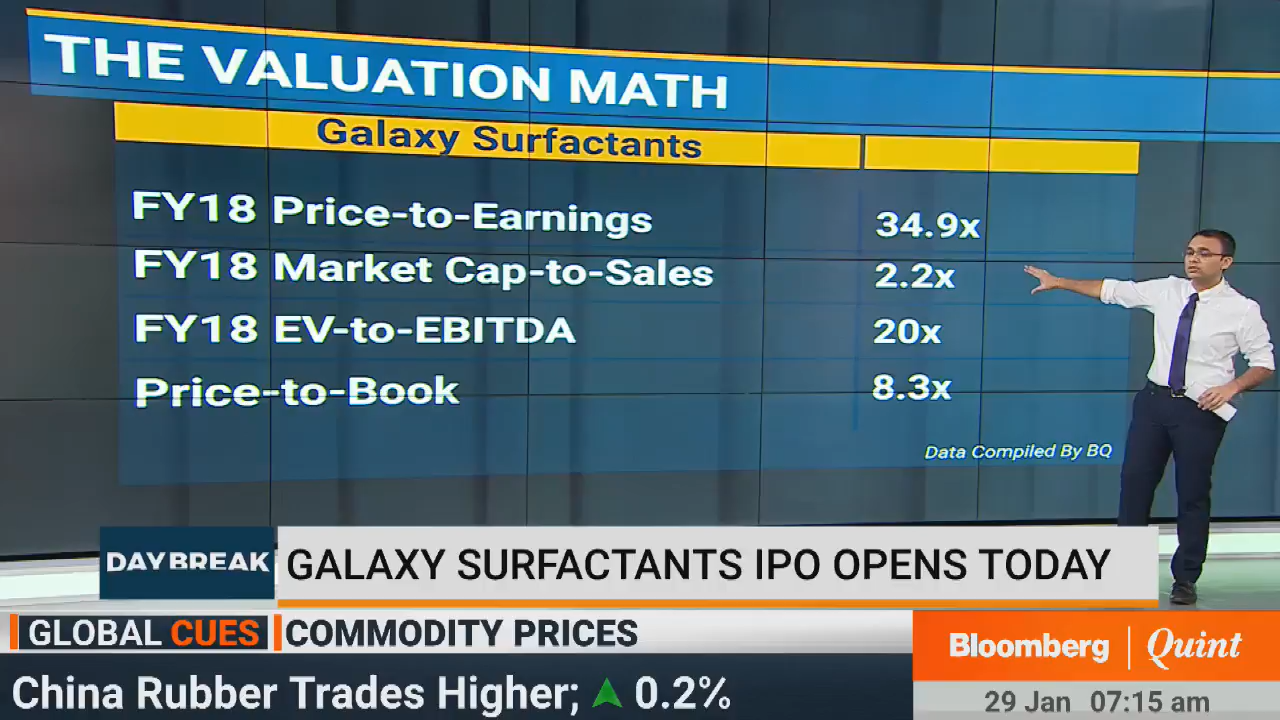 THE VALUATION MATH
Galaxy Surfactants
FY18 Price-to-Earnings 34.9x
FY18 Market Cap-to-Sales 2.2x
FY18 EV-to-EBITDA 20x
Price-to-Book 8.3x
Data Compiled By BQ
DAYBREAK GALAXY SURFACTANTS IPO OPENS TODAY
GLOBAL CUES COMMODITY PRICES
Bloomberg | Quint
China Rubber Trades Higher; ▲ 0.2%
29 Jan 07:15 am